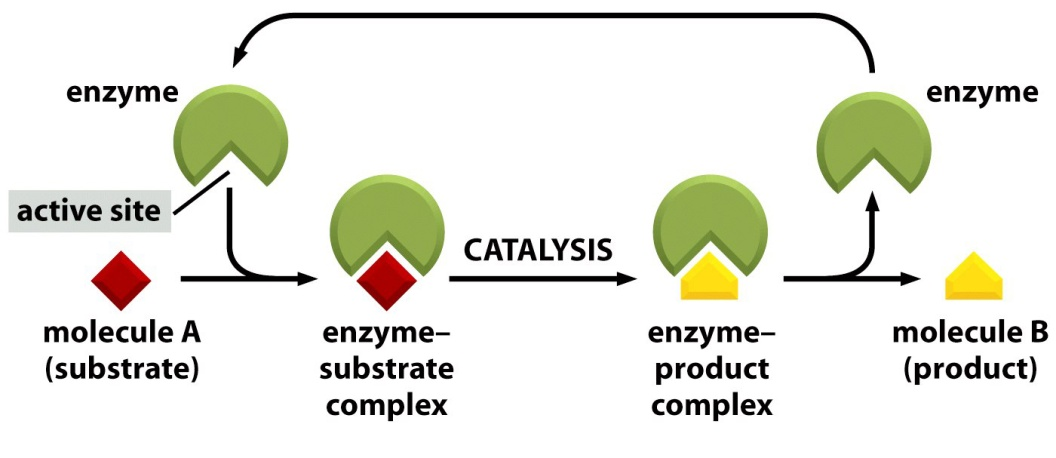 enzyme
enzyme
active site
CATALYSIS
molecule A
(substrate)
enzyme–
substrate
complex
enzyme–
product
complex
molecule B
(product)